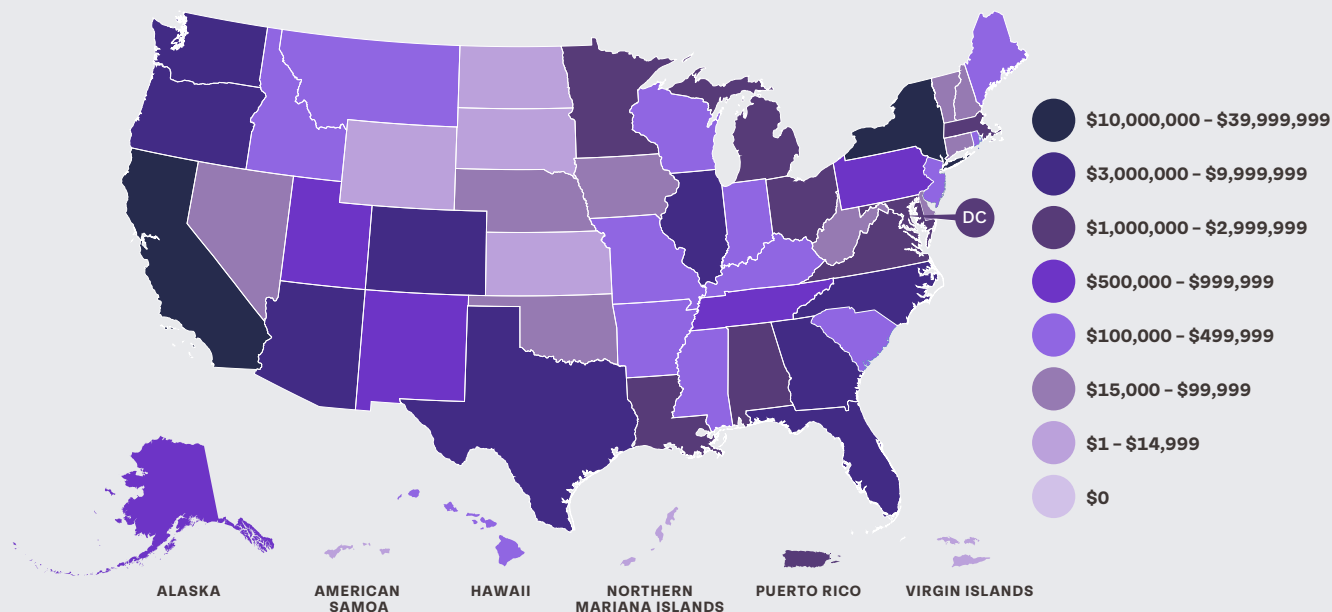 DC
$10,000,000 – $39,999,999
$3,000,000 – $9,999,999
$1,000,000 – $2,999,999
$500,000 – $999,999
$100,000 – $499,999
$15,000 – $99,999
$1 – $14,999
$0
ALASKA
AMERICAN
SAMOA
HAWAII
NORTHERN
MARIANA ISLANDS
PUERTO RICO
VIRGIN ISLANDS